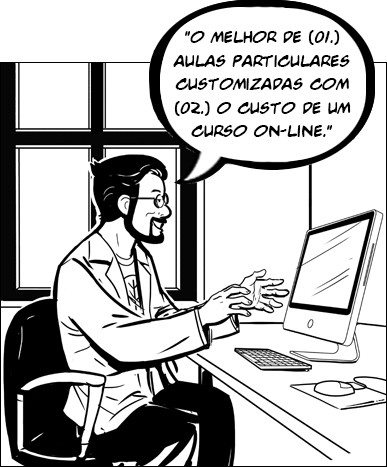 "O MELHOR DE (01.)
AULAS PARTICULARES
CUSTOMIZADAS COM
(02.) O CUSTO DE UM
CURSO ON-LINE."